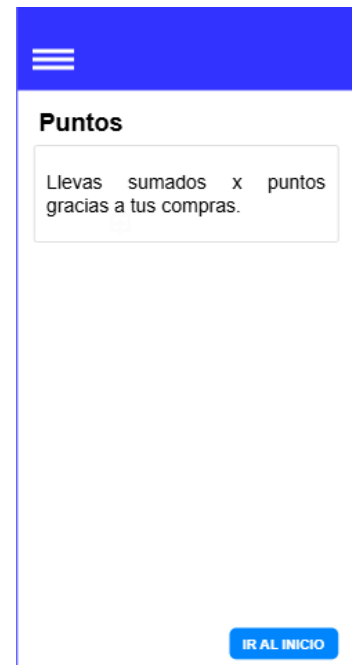 Puntos
Llevas sumados x puntos
gracias a tus compras.
IR AL INICIO